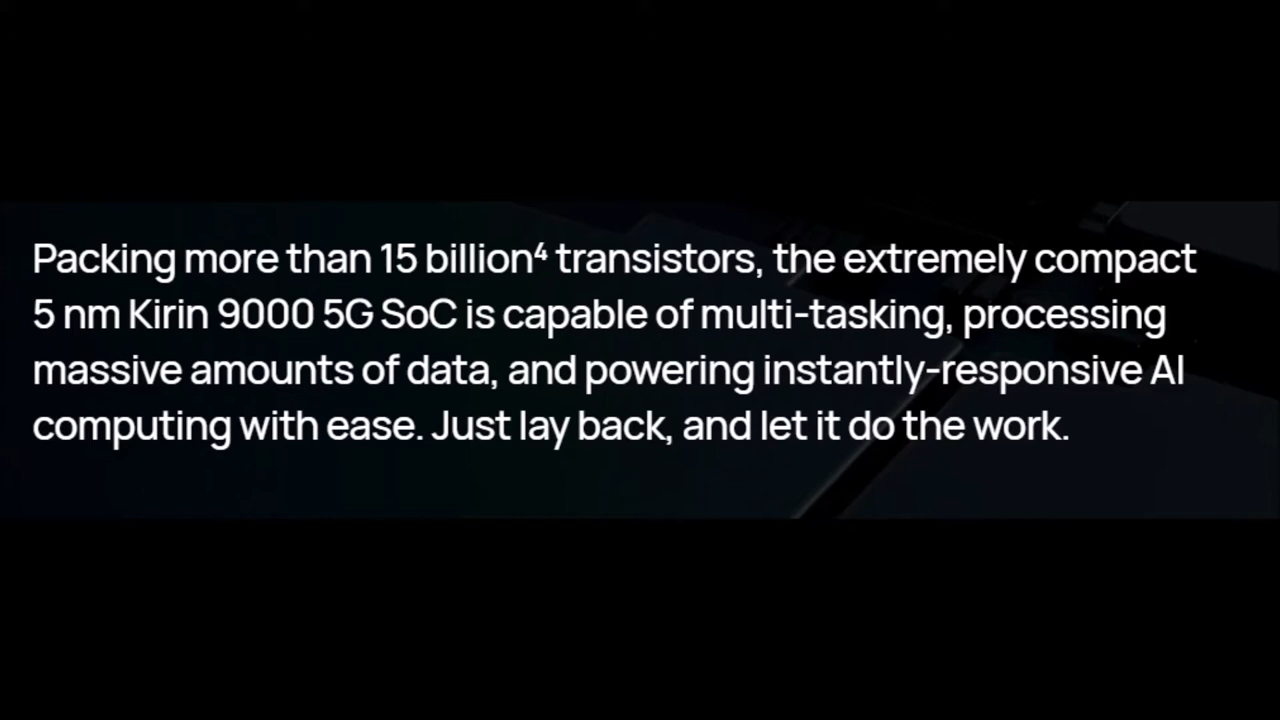 Packing more than 15 billion⁴ transistors, the extremely compact
5 nm Kirin 9000 5G SoC is capable of multi-tasking, processing
massive amounts of data, and powering instantly-responsive AI
computing with ease. Just lay back, and let it do the work.